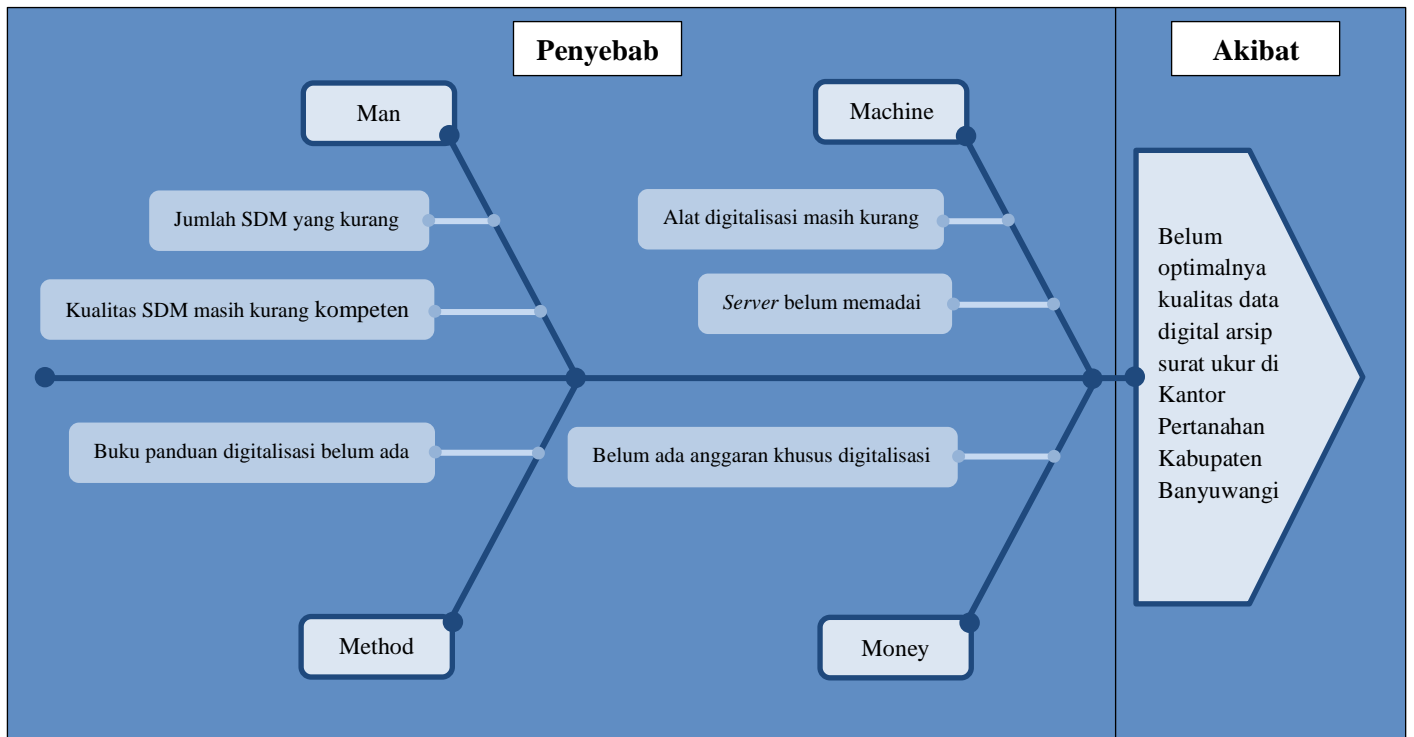 Penyebab
Akibat
Man
Machine
Jumlah SDM yang kurang
Alat digitalisasi masih kurang
Kualitas SDM masih kurang kompeten
Server belum memadai
Buku panduan digitalisasi belum ada
Belum ada anggaran khusus digitalisasi
Method
Money
Belum
optimalnya
kualitas data
digital arsip
surat ukur di
Kantor
Pertanahan
Kabupaten
Banyuwangi